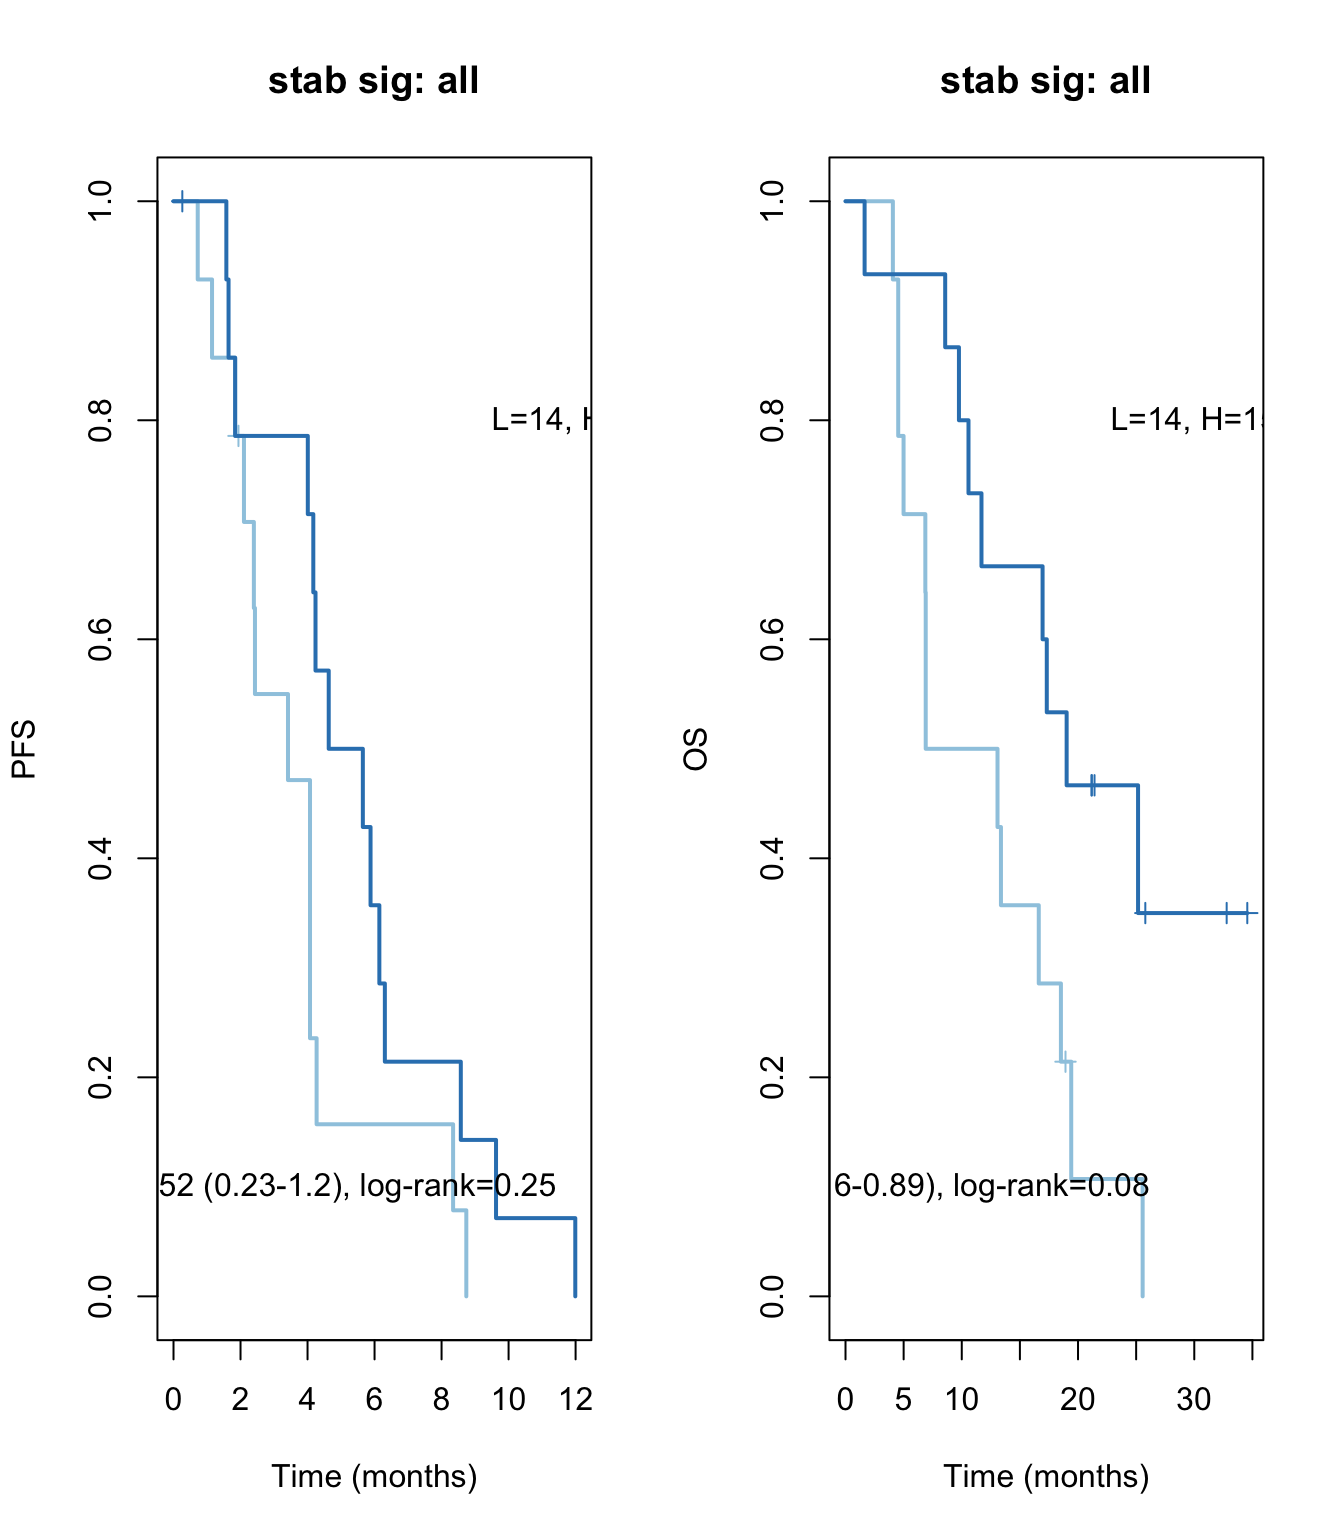 stab sig: all
PFS
1.0
0.8
0.6
0.4
0.2
0.0
L=14,
52 (0.23-1.2), log-rank=0.25
0 2 4 6 8 10 12
Time (months)
stab sig: all
OS
1.0
0.8
0.6
0.4
0.2
0.0
L=14, H=1
6-0.89), log-rank=0.08
0 5 10 20 30
Time (months)